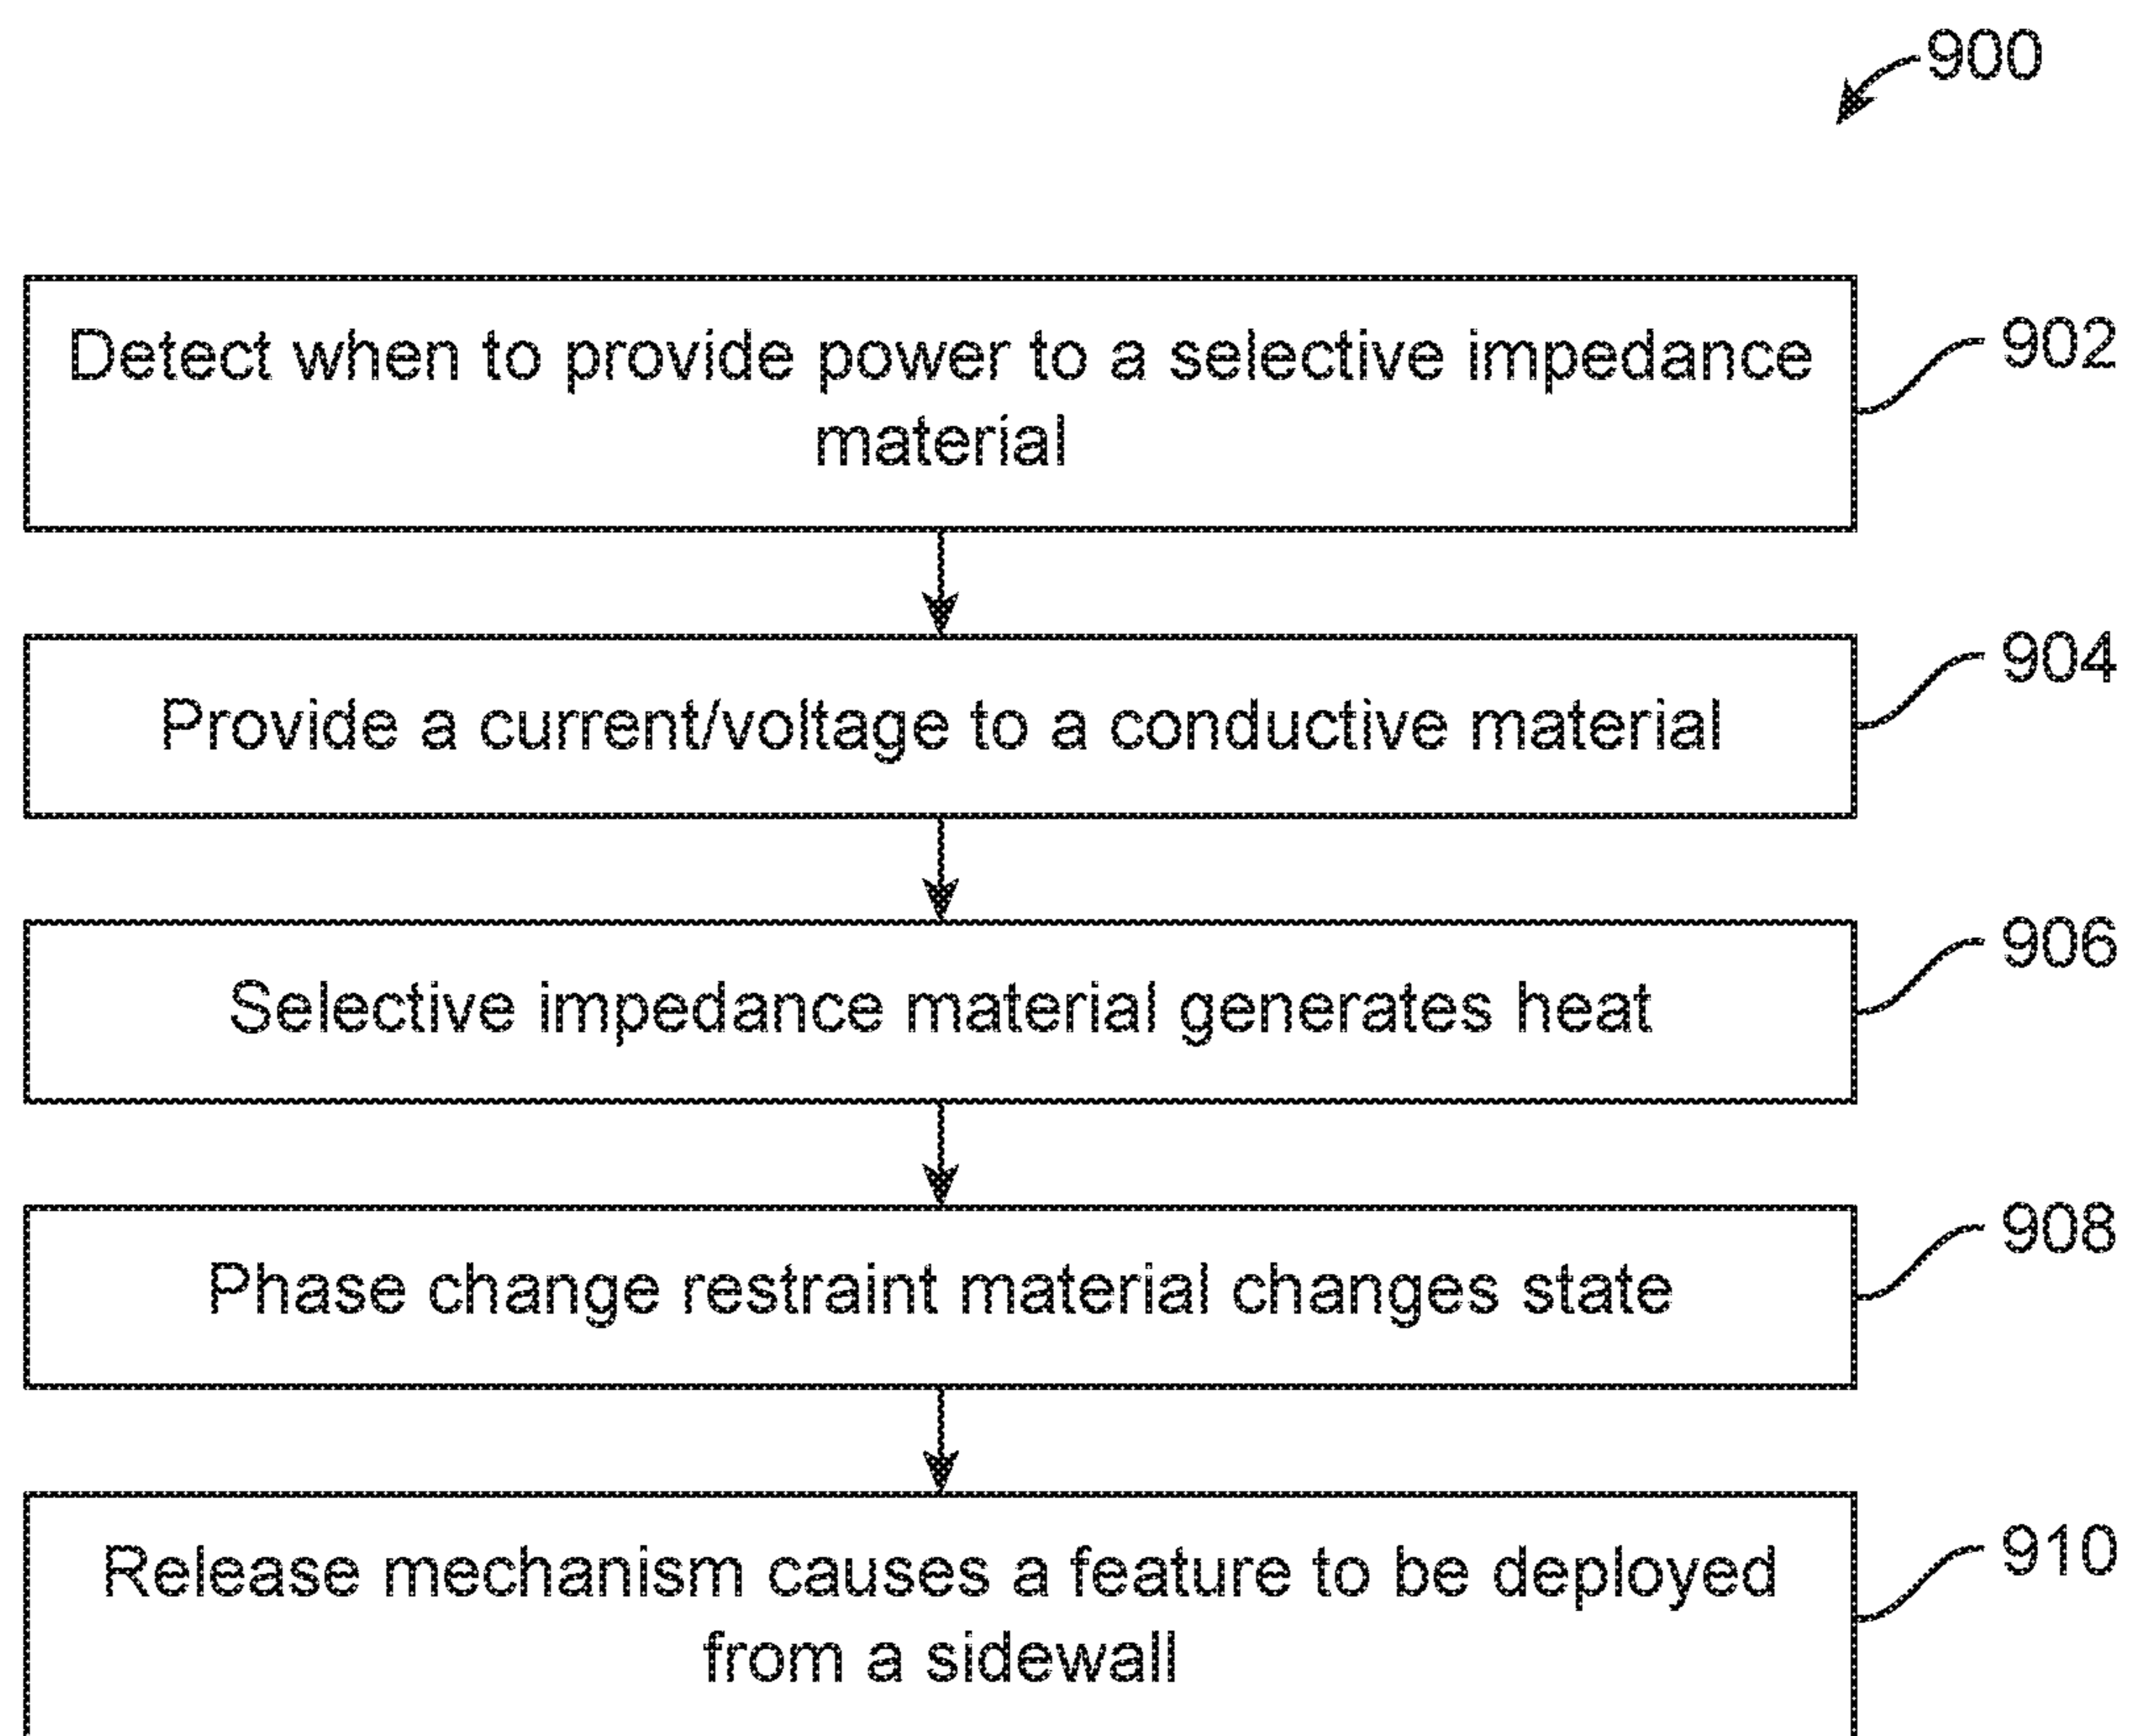 900
Detect when to provide power to a selective impedance
material
902
Provide a current/voltage to a conductive material
904
Selective impedance material generates heat
906
Phase change restraint material changes state
908
Release mechanism causes a feature to be deployed
from a sidewall
910